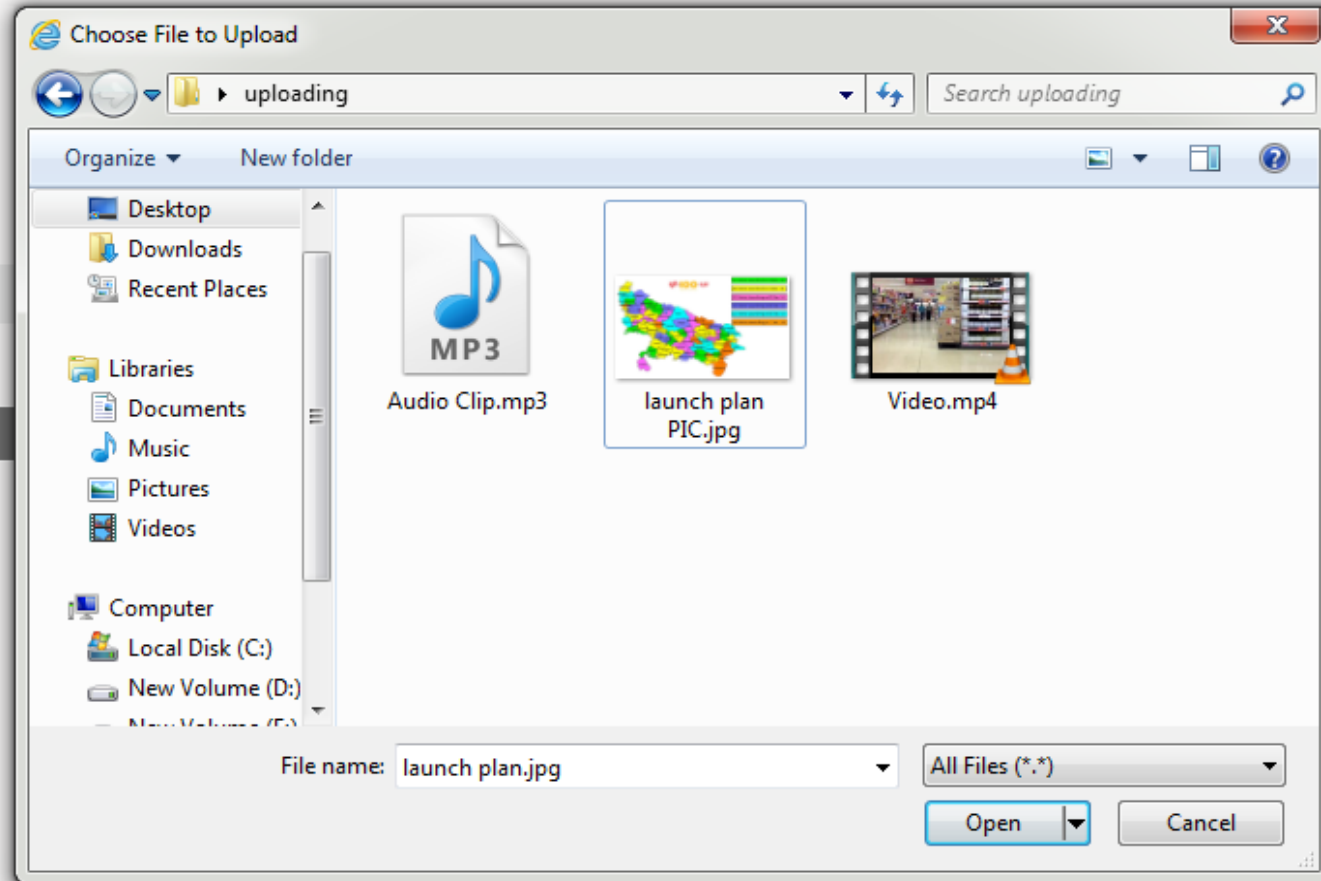 Choose File to Upload
uploading
Search uploading
Organize
New folder
Desktop
Downloads
Recent Places
Libraries
Documents
Music
Pictures
Videos
Computer
Local Disk (C:)
New Volume (D:)
MP3
Audio Clip.mp3
launch plan
PIC.jpg
Video.mp4
File name: launch plan.jpg
All Files (*.*)
Open
Cancel